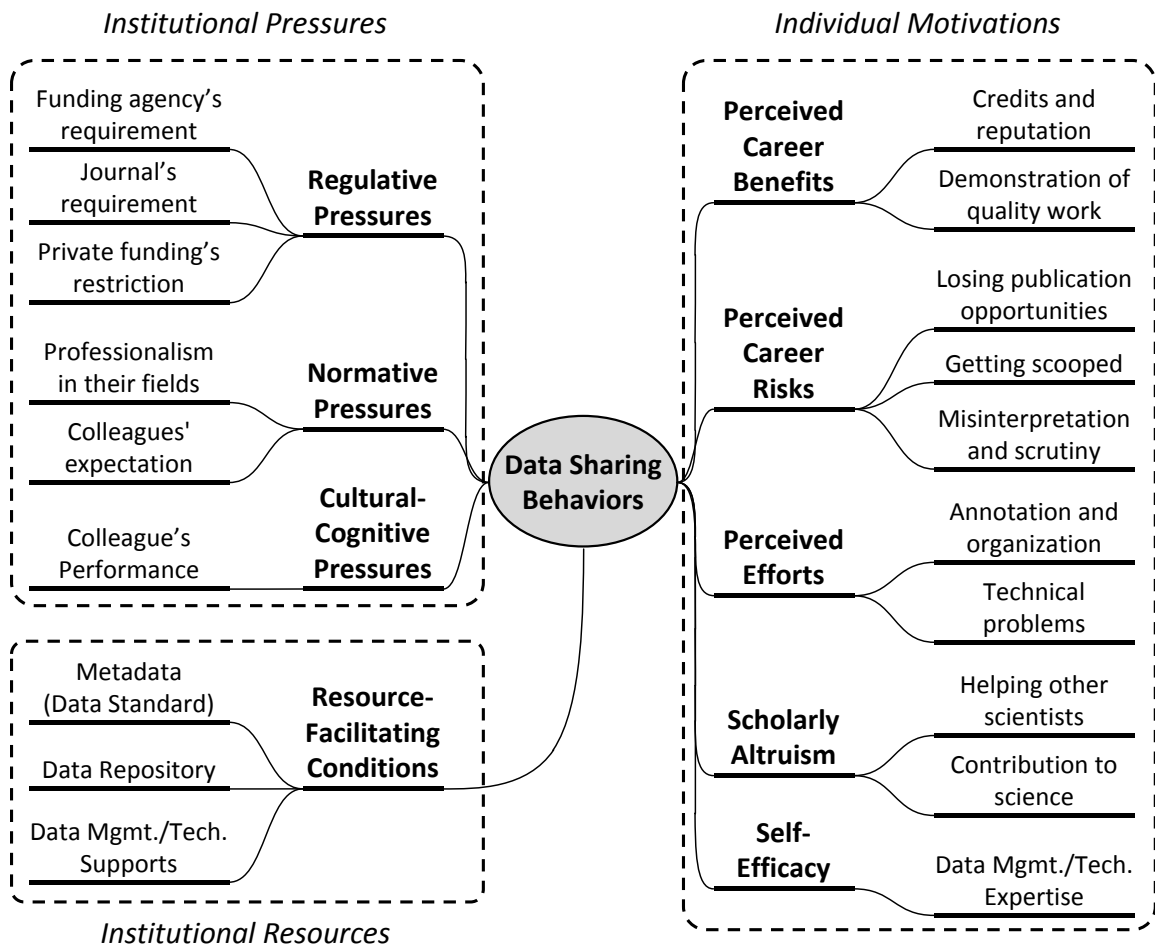 Institutional Pressures
Funding agency's
requirement
Journal's
requirement
Private funding's
restriction
Regulative
Pressures
Professionalism
in their fields
Colleagues'
expectation
Normative
Pressures
Colleague's
Performance
Cultural-
Cognitive
Pressures
Metadata
(Data Standard)
Data Repository
Data Mgmt./Tech.
Supports
Resource-
Facilitating
Conditions
Institutional Resources
Data Sharing
Behaviors
Individual Motivations
Perceived
Career
Benefits
Credits and
reputation
Demonstration of
quality work
Perceived
Career
Risks
Losing publication
opportunities
Getting scooped
Misinterpretation
and scrutiny
Perceived
Efforts
Annotation and
organization
Technical
problems
Scholarly
Altruism
Helping other
scientists
Contribution to
science
Self-
Efficacy
Data Mgmt./Tech.
Expertise